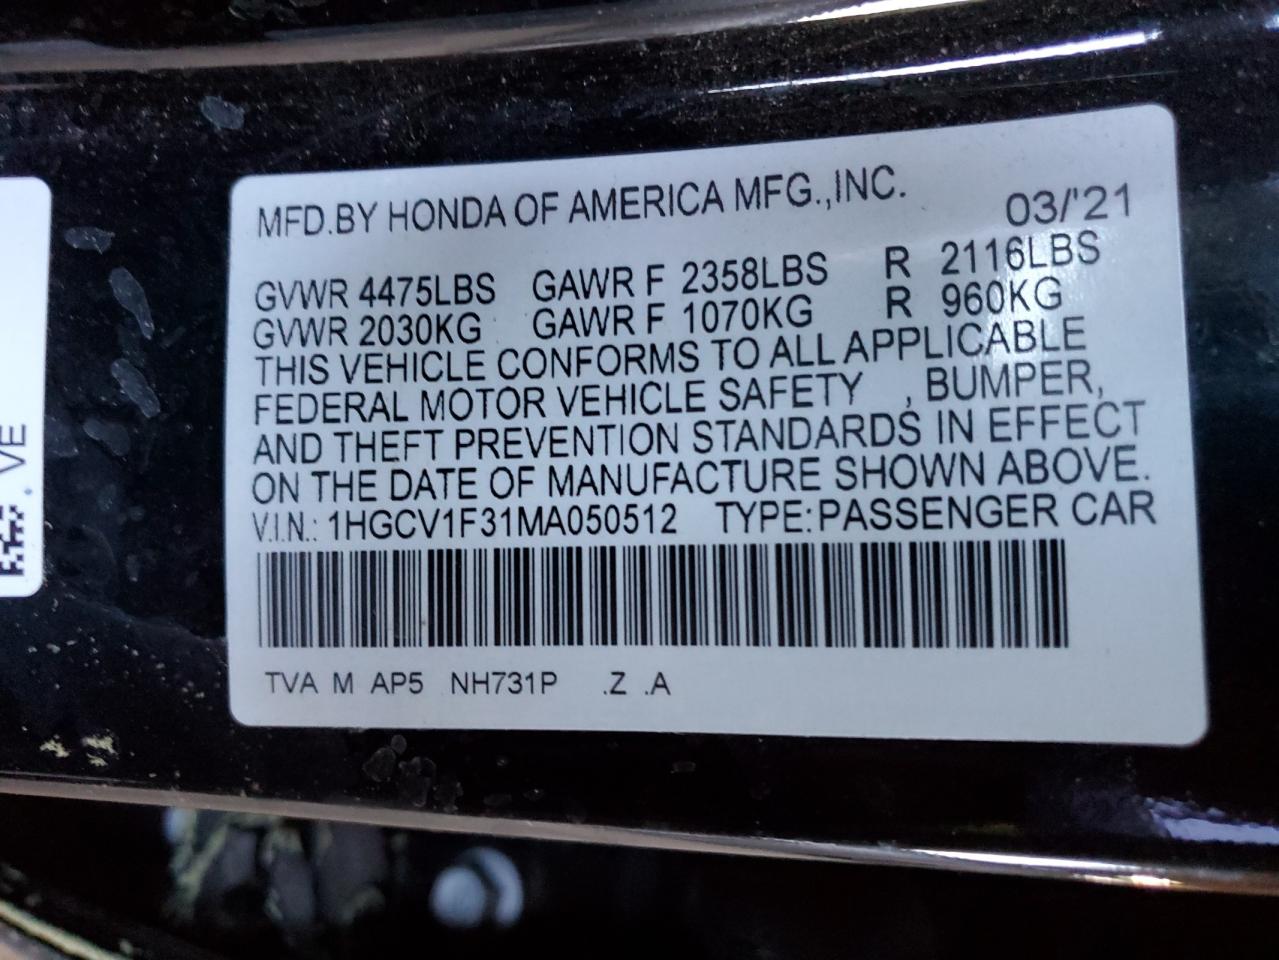 MFD.BY HONDA OF AMERICA MFG.,INC. 03/'21
GVWR 4475LBS GAWR F 2358LBS R 2116LBS
GVWR 2030KG GAWR F 1070KG R 960KG
THIS VEHICLE CONFORMS TO ALL APPLICABLE
FEDERAL MOTOR VEHICLE SAFETY , BUMPER,
AND THEFT PREVENTION STANDARDS IN EFFECT
ON THE DATE OF MANUFACTURE SHOWN ABOVE.
V.I.N.: 1HGCV1F31MA050512 TYPE:PASSENGER CAR
TVA M AP5 NH731P .Z .A
VE